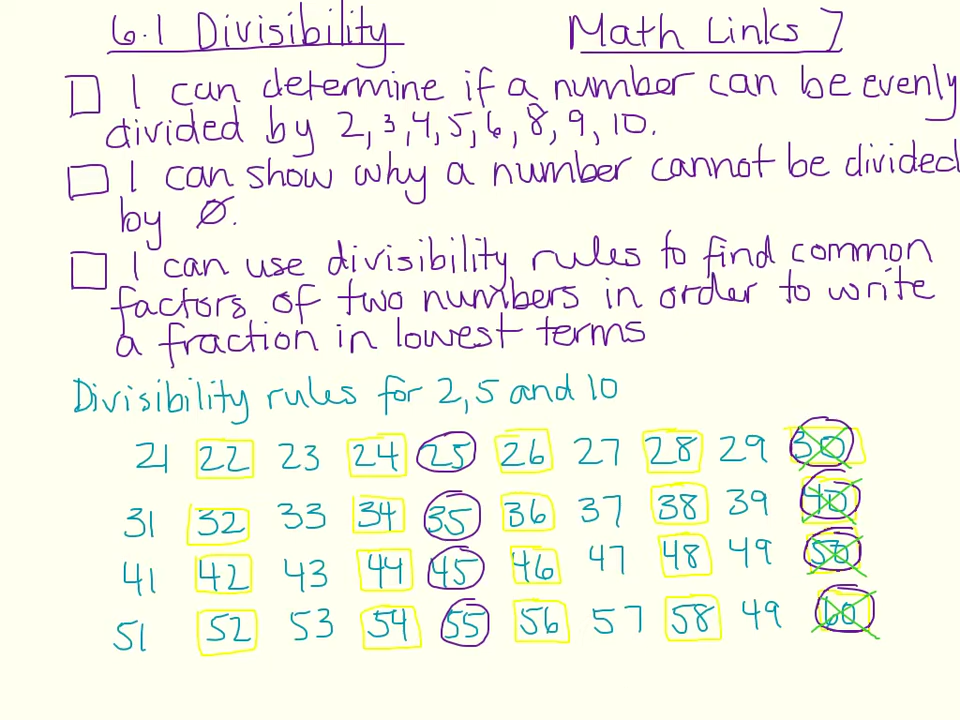 6.1 Divisibility Math Links 7
I can determine if a number can be evenly
divided by 2, 3, 4, 5, 6, 8, 9, 10.
I can show why a number cannot be divided
by 0.
I can use divisibility rules to find common
factors of two numbers in order to write
a fraction in lowest terms
Divisibility rules for 2, 5 and 10
21 22 23 24 25 26 27 28 29 30
31 32 33 34 35 36 37 38 39 40
41 42 43 44 45 46 47 48 49 50
51 52 53 54 55 56 57 58 49 60